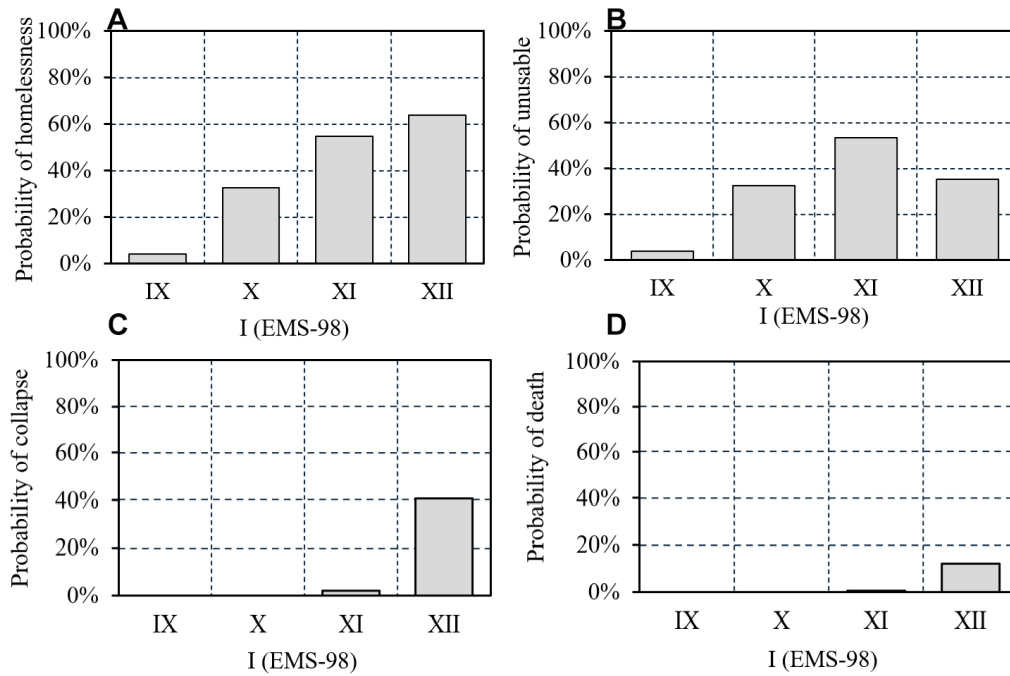 A
Probability of homelessness
100%
80%
60%
40%
20%
0%
IX X XI XII
I (EMS-98)
B
Probability of unusable
100%
80%
60%
40%
20%
0%
IX X XI XII
I (EMS-98)
C
Probability of collapse
100%
80%
60%
40%
20%
0%
IX X XI XII
I (EMS-98)
D
Probability of death
100%
80%
60%
40%
20%
0%
IX X XI XII
I (EMS-98)